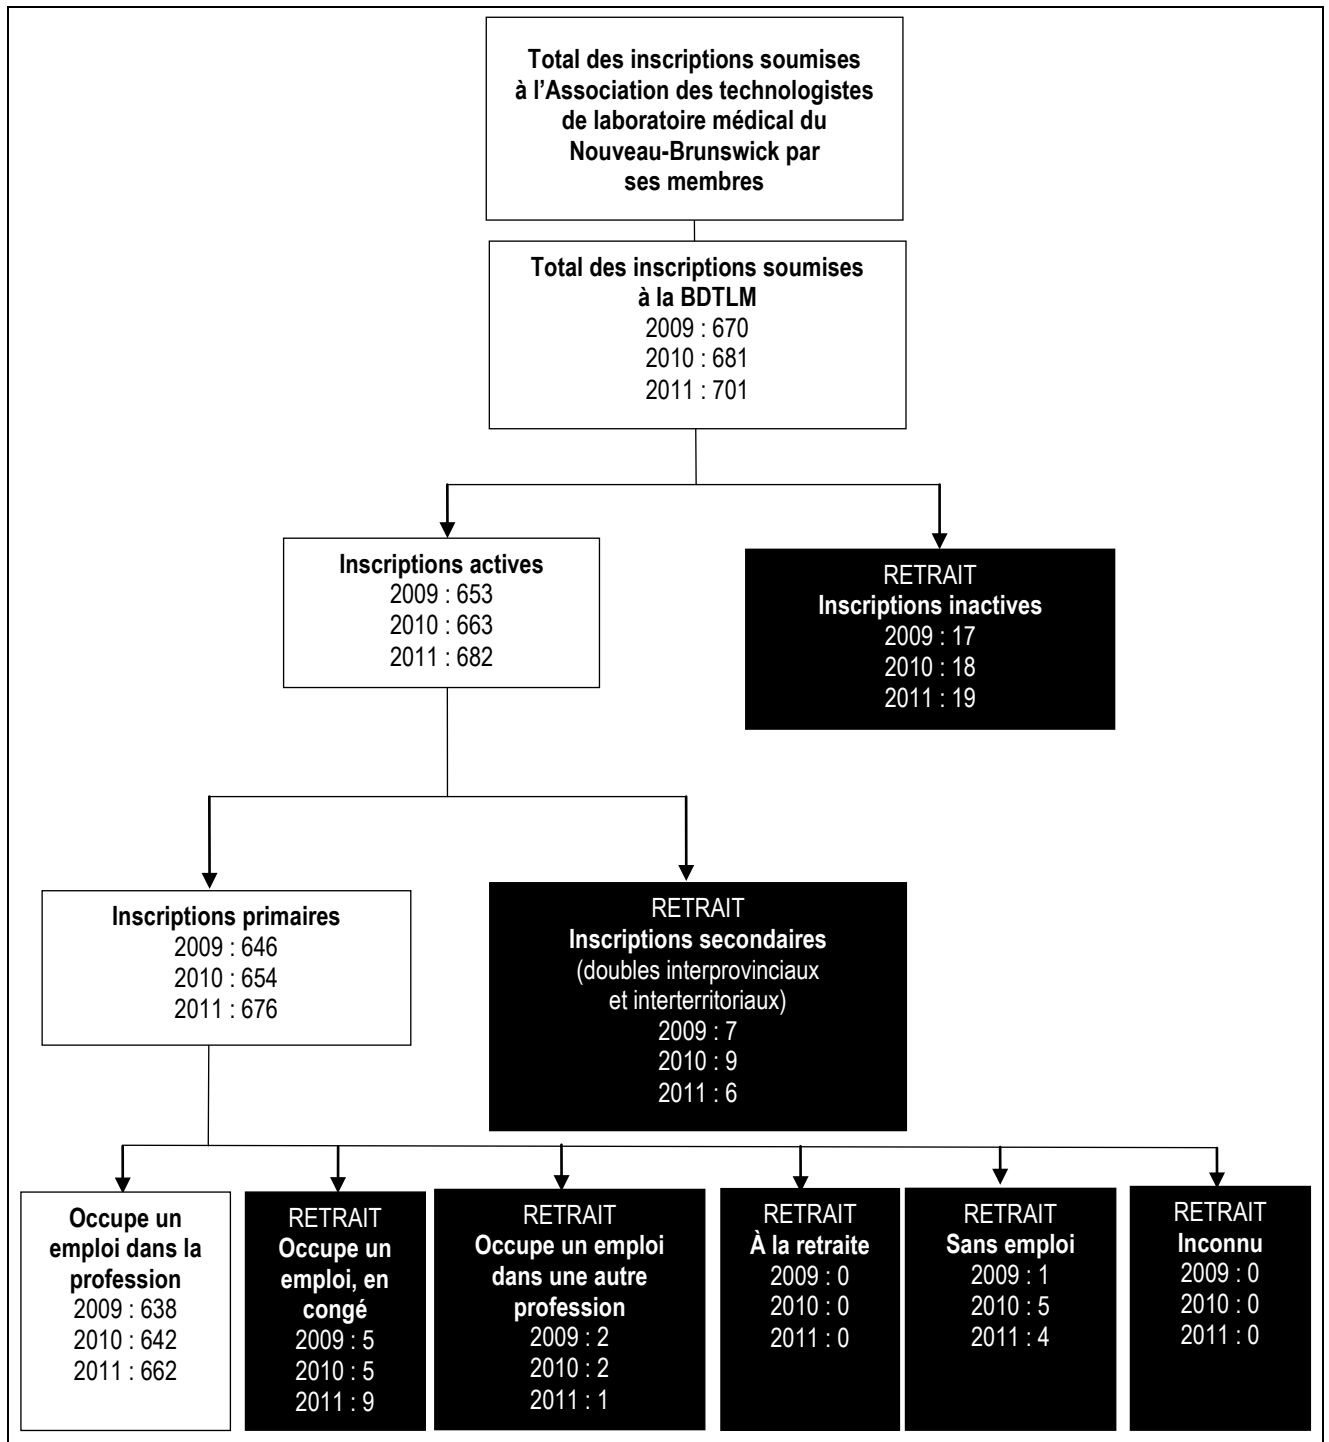 Total des inscriptions soumises
à l’Association des technologistes
de laboratoire médical du
Nouveau-Brunswick par
ses membres
Total des inscriptions soumises
à la BDTLM
2009 : 670
2010 : 681
2011 : 701
Inscriptions actives
2009 : 653
2010 : 663
2011 : 682
RETRAIT
Inscriptions inactives
2009 : 17
2010 : 18
2011 : 19
Inscriptions primaires
2009 : 646
2010 : 654
2011 : 676
RETRAIT
Inscriptions secondaires
(doubles interprovinciaux
et interterritoriaux)
2009 : 7
2010 : 9
2011 : 6
Occupe un
emploi dans la
profession
2009 : 638
2010 : 642
2011 : 662
RETRAIT
Occupe un
emploi, en
congé
2009 : 5
2010 : 5
2011 : 9
RETRAIT
Occupe un emploi
dans une autre
profession
2009 : 2
2010 : 2
2011 : 1
RETRAIT
À la retraite
2009 : 0
2010 : 0
2011 : 0
RETRAIT
Sans emploi
2009 : 1
2010 : 5
2011 : 4
RETRAIT
Inconnu
2009 : 0
2010 : 0
2011 : 0